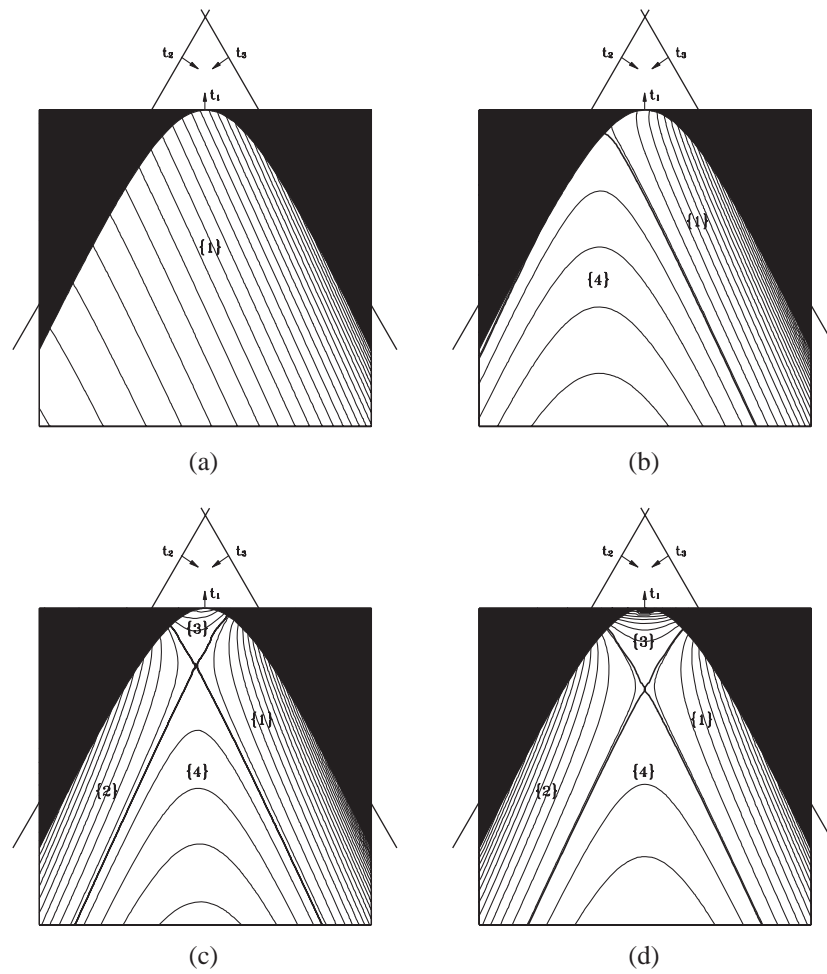 t₂ t₃
t₁
{1}
(a)
t₂ t₃
t₁
{1}
{4}
(b)
t₂ t₃
t₁
{3}
{1}
{4}
{2}
(c)
t₂ t₃
t₁
{3}
{1}
{4}
{2}
(d)